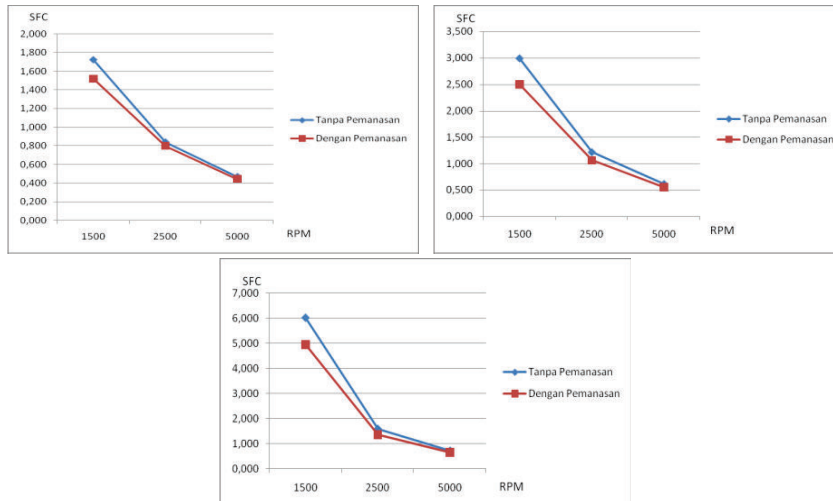 SFC
2,000
1,800
1,600
1,400
1,200
1,000
0,800
0,600
0,400
0,200
0,000
1500 2500 5000 RPM
Tanpa Pemanasan
Dengan Pemanasan
SFC
3,500
3,000
2,500
2,000
1,500
1,000
0,500
0,000
1500 2500 5000 RPM
Tanpa Pemanasan
Dengan Pemanasan
SFC
7,000
6,000
5,000
4,000
3,000
2,000
1,000
0,000
1500 2500 5000 RPM
Tanpa Pemanasan
Dengan Pemanasan